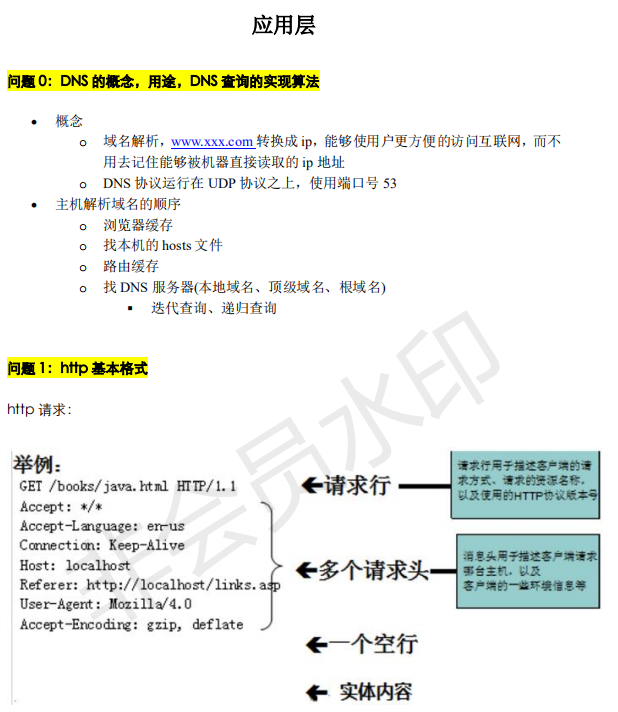 应用层
问题 0：DNS 的概念，用途，DNS 查询的实现算法
• 概念
o 域名解析，www.xxx.com 转换成 ip，能够使用户更方便的访问互联网，而不
用去记住能够被机器直接读取的 ip 地址
o DNS 协议运行在 UDP 协议之上，使用端口号 53
• 主机解析域名的顺序
o 浏览器缓存
o 找本机的 hosts 文件
o 路由缓存
o 找 DNS 服务器(本地域名、顶级域名、根域名)
▪ 迭代查询、递归查询
问题 1：http 基本格式
http 请求：
举例：
GET /books/java.html HTTP/1.1
Accept: */*
Accept-Language: en-us
Connection: Keep-Alive
Host: localhost
Referer: http://localhost/links.asp
User-Agent: Mozilla/4.0
Accept-Encoding: gzip, deflate
请求行
请求行用于描述客户端的请
求方式、请求的资源名称，
以及使用的HTTP协议版本号
多个请求头
消息头用于描述客户端请求
哪台主机，以及
客户端的一些环境信息等
一个空行
实体内容
非会员水印